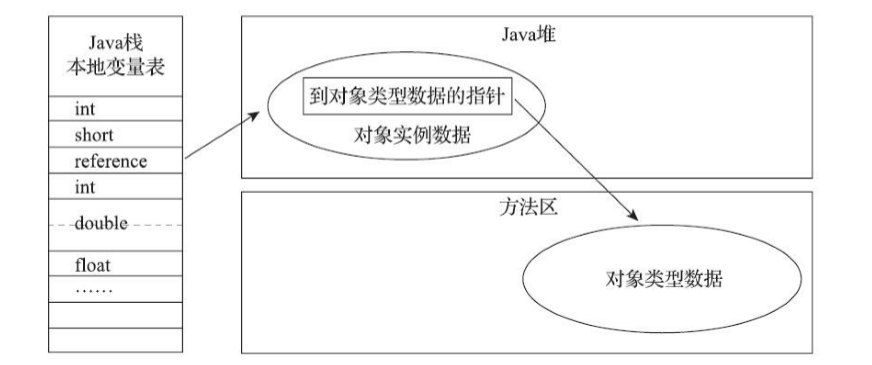 Java栈
本地变量表
int
short
reference
int
double
float
……
Java堆
到对象类型数据的指针
对象实例数据
方法区
对象类型数据